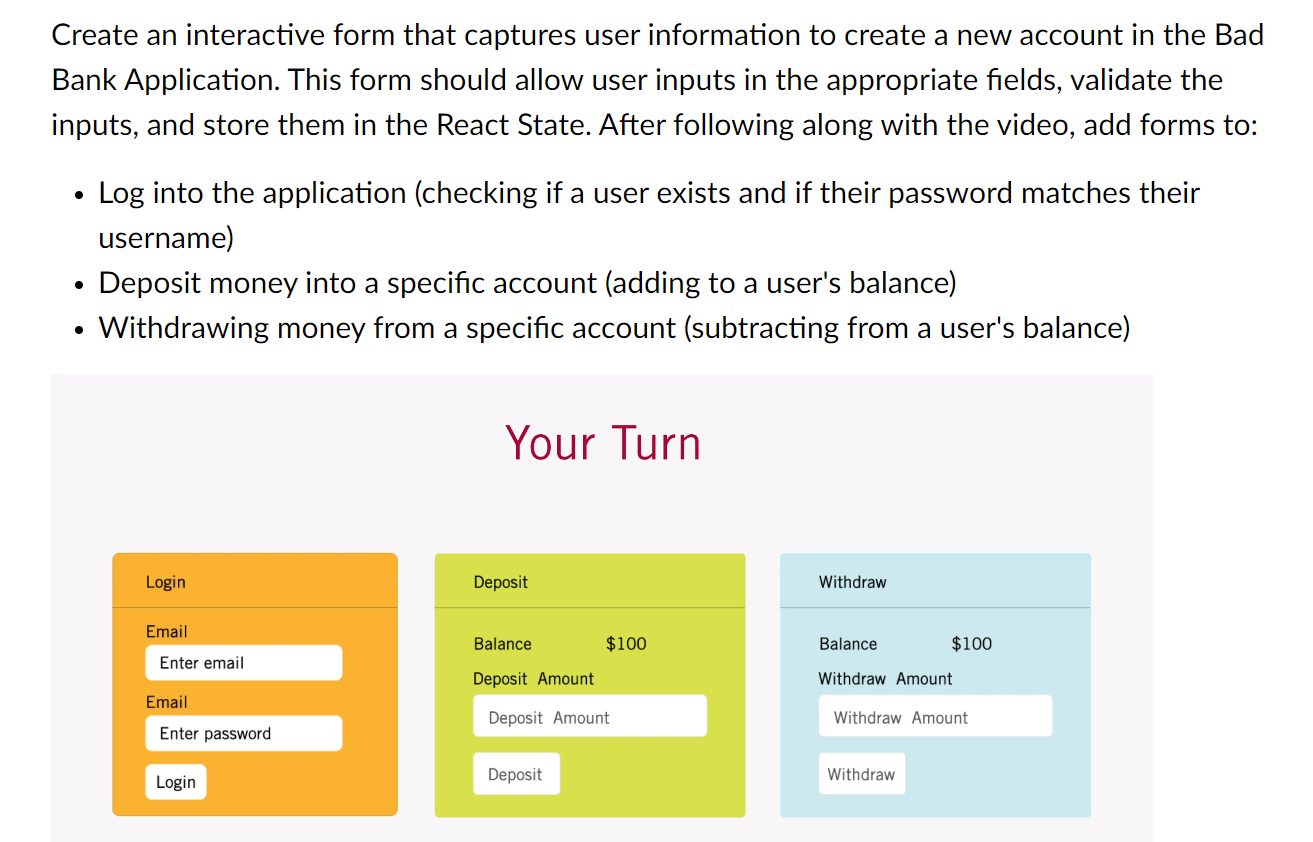 Create an interactive form that captures user information to create a new account in the Bad
Bank Application. This form should allow user inputs in the appropriate fields, validate the
inputs, and store them in the React State. After following along with the video, add forms to:
• Log into the application (checking if a user exists and if their password matches their
username)
• Deposit money into a specific account (adding to a user's balance)
• Withdrawing money from a specific account (subtracting from a user's balance)
Your Turn
Login
Email
Enter email
Email
Enter password
Login
Deposit
Balance $100
Deposit Amount
Deposit Amount
Deposit
Withdraw
Balance $100
Withdraw Amount
Withdraw Amount
Withdraw